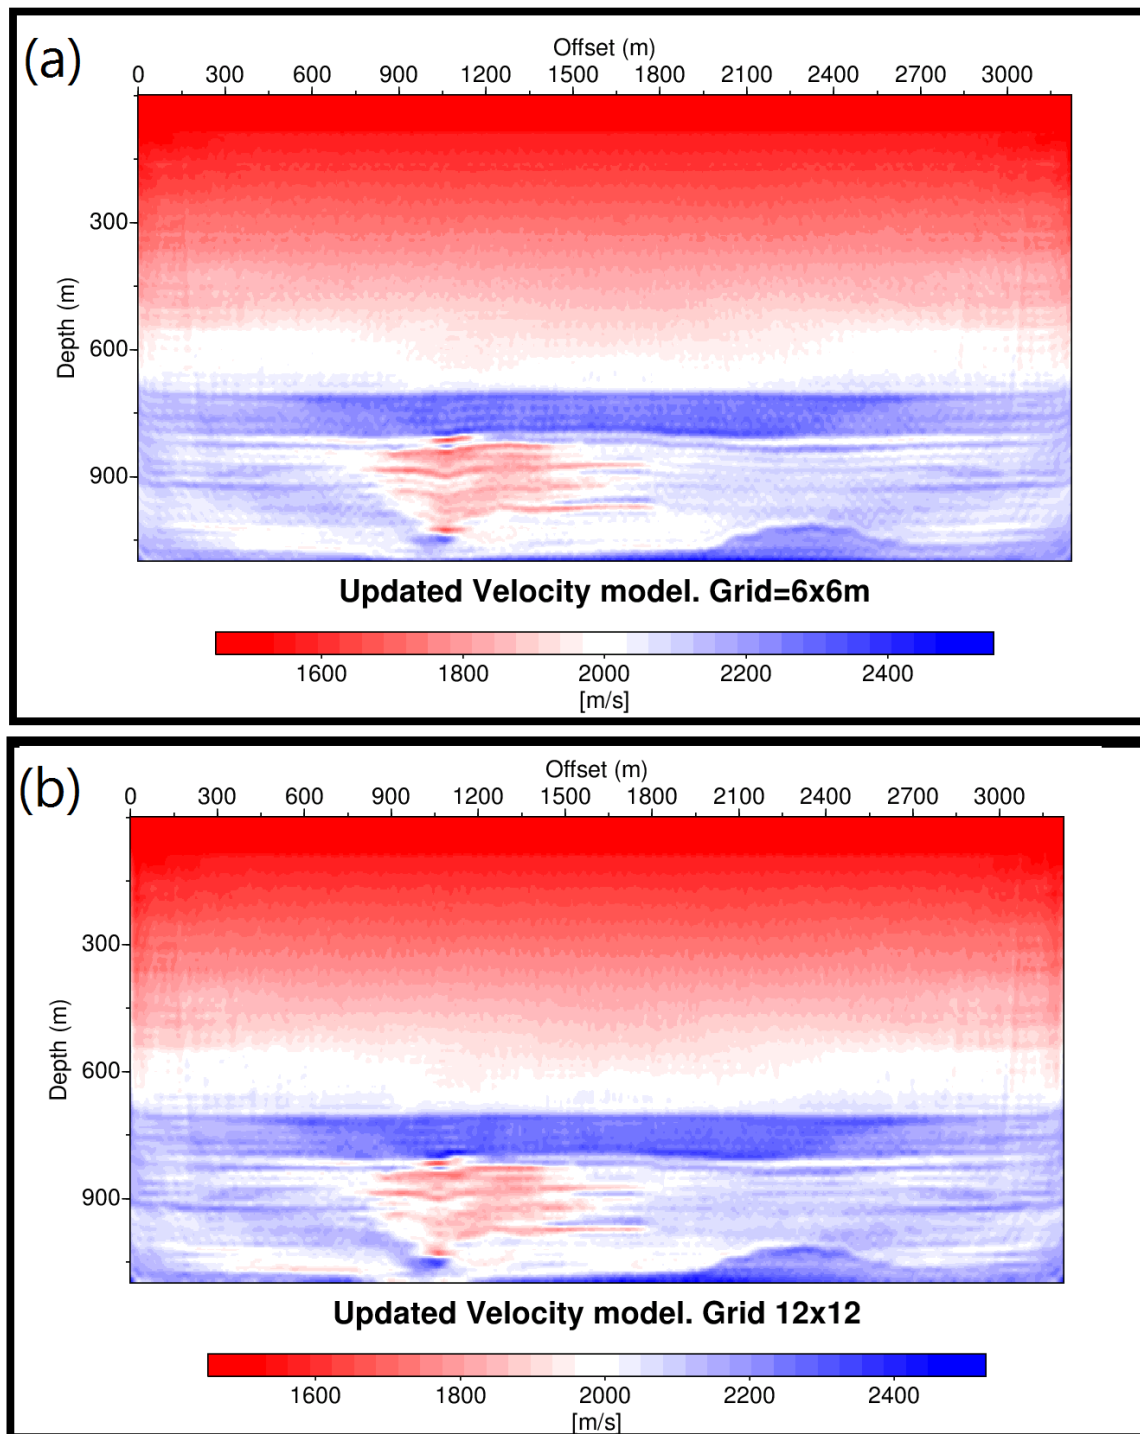 (a)
Offset (m)
0 300 600 900 1200 1500 1800 2100 2400 2700 3000
Depth (m)
300
600
900
Updated Velocity model. Grid=6x6m
1600 1800 2000 2200 2400
[m/s]
(b)
Offset (m)
0 300 600 900 1200 1500 1800 2100 2400 2700 3000
Depth (m)
300
600
900
Updated Velocity model. Grid 12x12
1600 1800 2000 2200 2400
[m/s]